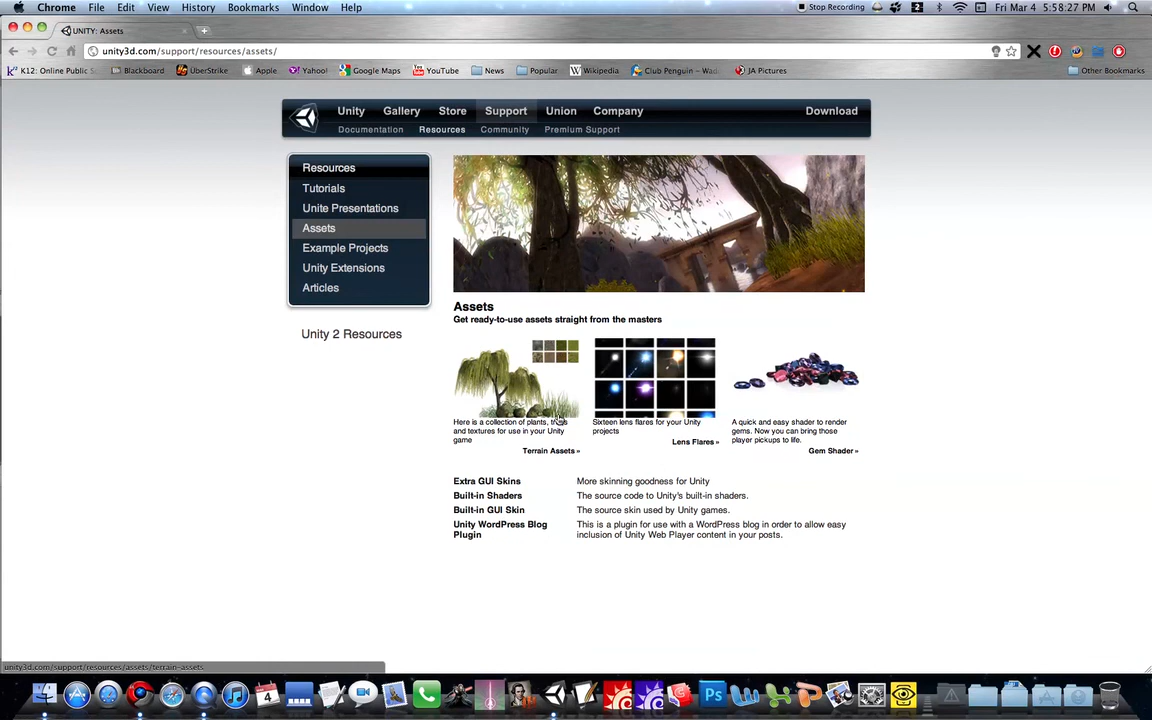 Chrome File Edit View History Bookmarks Window Help
Stop Recording 2 Fri Mar 4 5:58:27 PM
UNITY: Assets
unity3d.com/support/resources/assets/
Blackboard UberStrike Apple Yahoo! Google Maps YouTube News Popular Wikipedia JA Pictures Other Bookmarks
Unity Gallery Store Support Union Company Download
Documentation Resources Community Premium Support
Resources
Tutorials
Unite Presentations
Assets
Example Projects
Unity Extensions
Articles
Unity 2 Resources
Assets
Get ready-to-use assets straight from the masters
Here is a collection of plants, trees
and textures for use in your Unity
game
Terrain Assets »
Sixteen lens flares for your Unity
projects
Lens Flares »
A quick and easy shader to render
gems. Now you can bring those
player pickups to life.
Gem Shader »
Extra GUI Skins More skinning goodness for Unity
Built-in Shaders The source code to Unity's built-in shaders.
Built-in GUI Skin The source skin used by Unity games.
Unity WordPress Blog This is a plugin for use with a WordPress blog in order to allow easy
Plugin inclusion of Unity Web Player content in your posts.
unity3d.com/support/resources/assets/terrain-assets
4
Ps